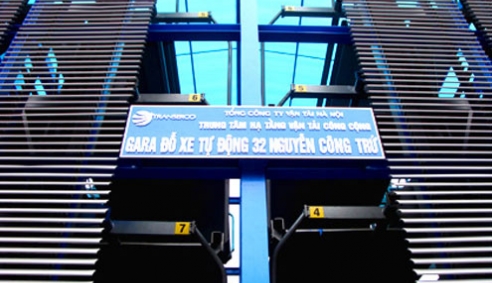 6
5
TRANSERCO
TỔNG CÔNG TY VẬN TẢI HÀ NỘI
TRUNG TÂM HẠ TẦNG VẬN TẢI CÔNG CỘNG
GARA ĐỖ XE TỰ ĐỘNG 32 NGUYỄN CÔNG TRỨ
7
4